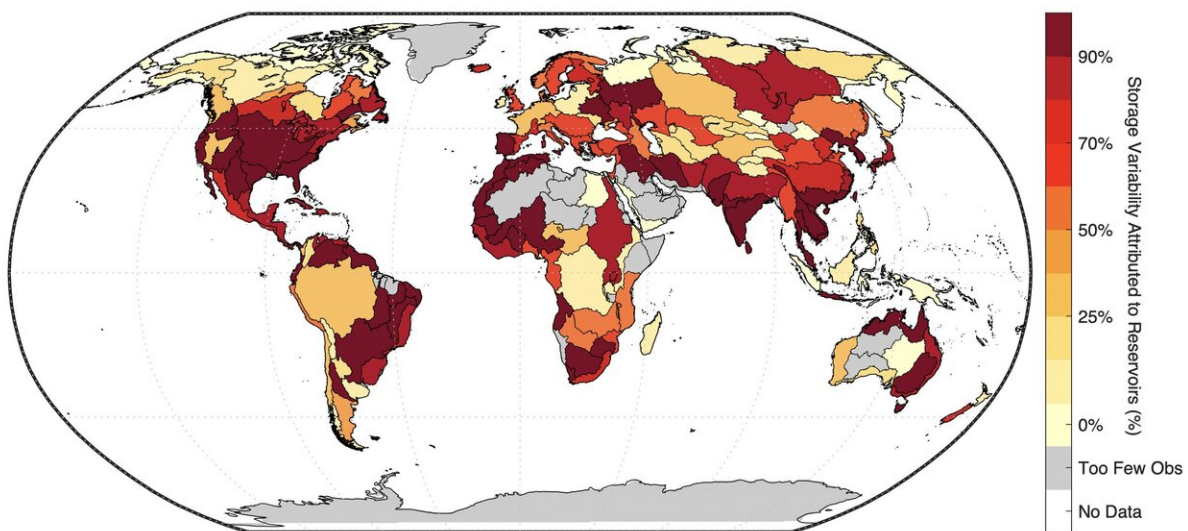 90%
70%
50%
25%
0%
Too Few Obs
No Data
Storage Variability Attributed to Reservoirs (%)